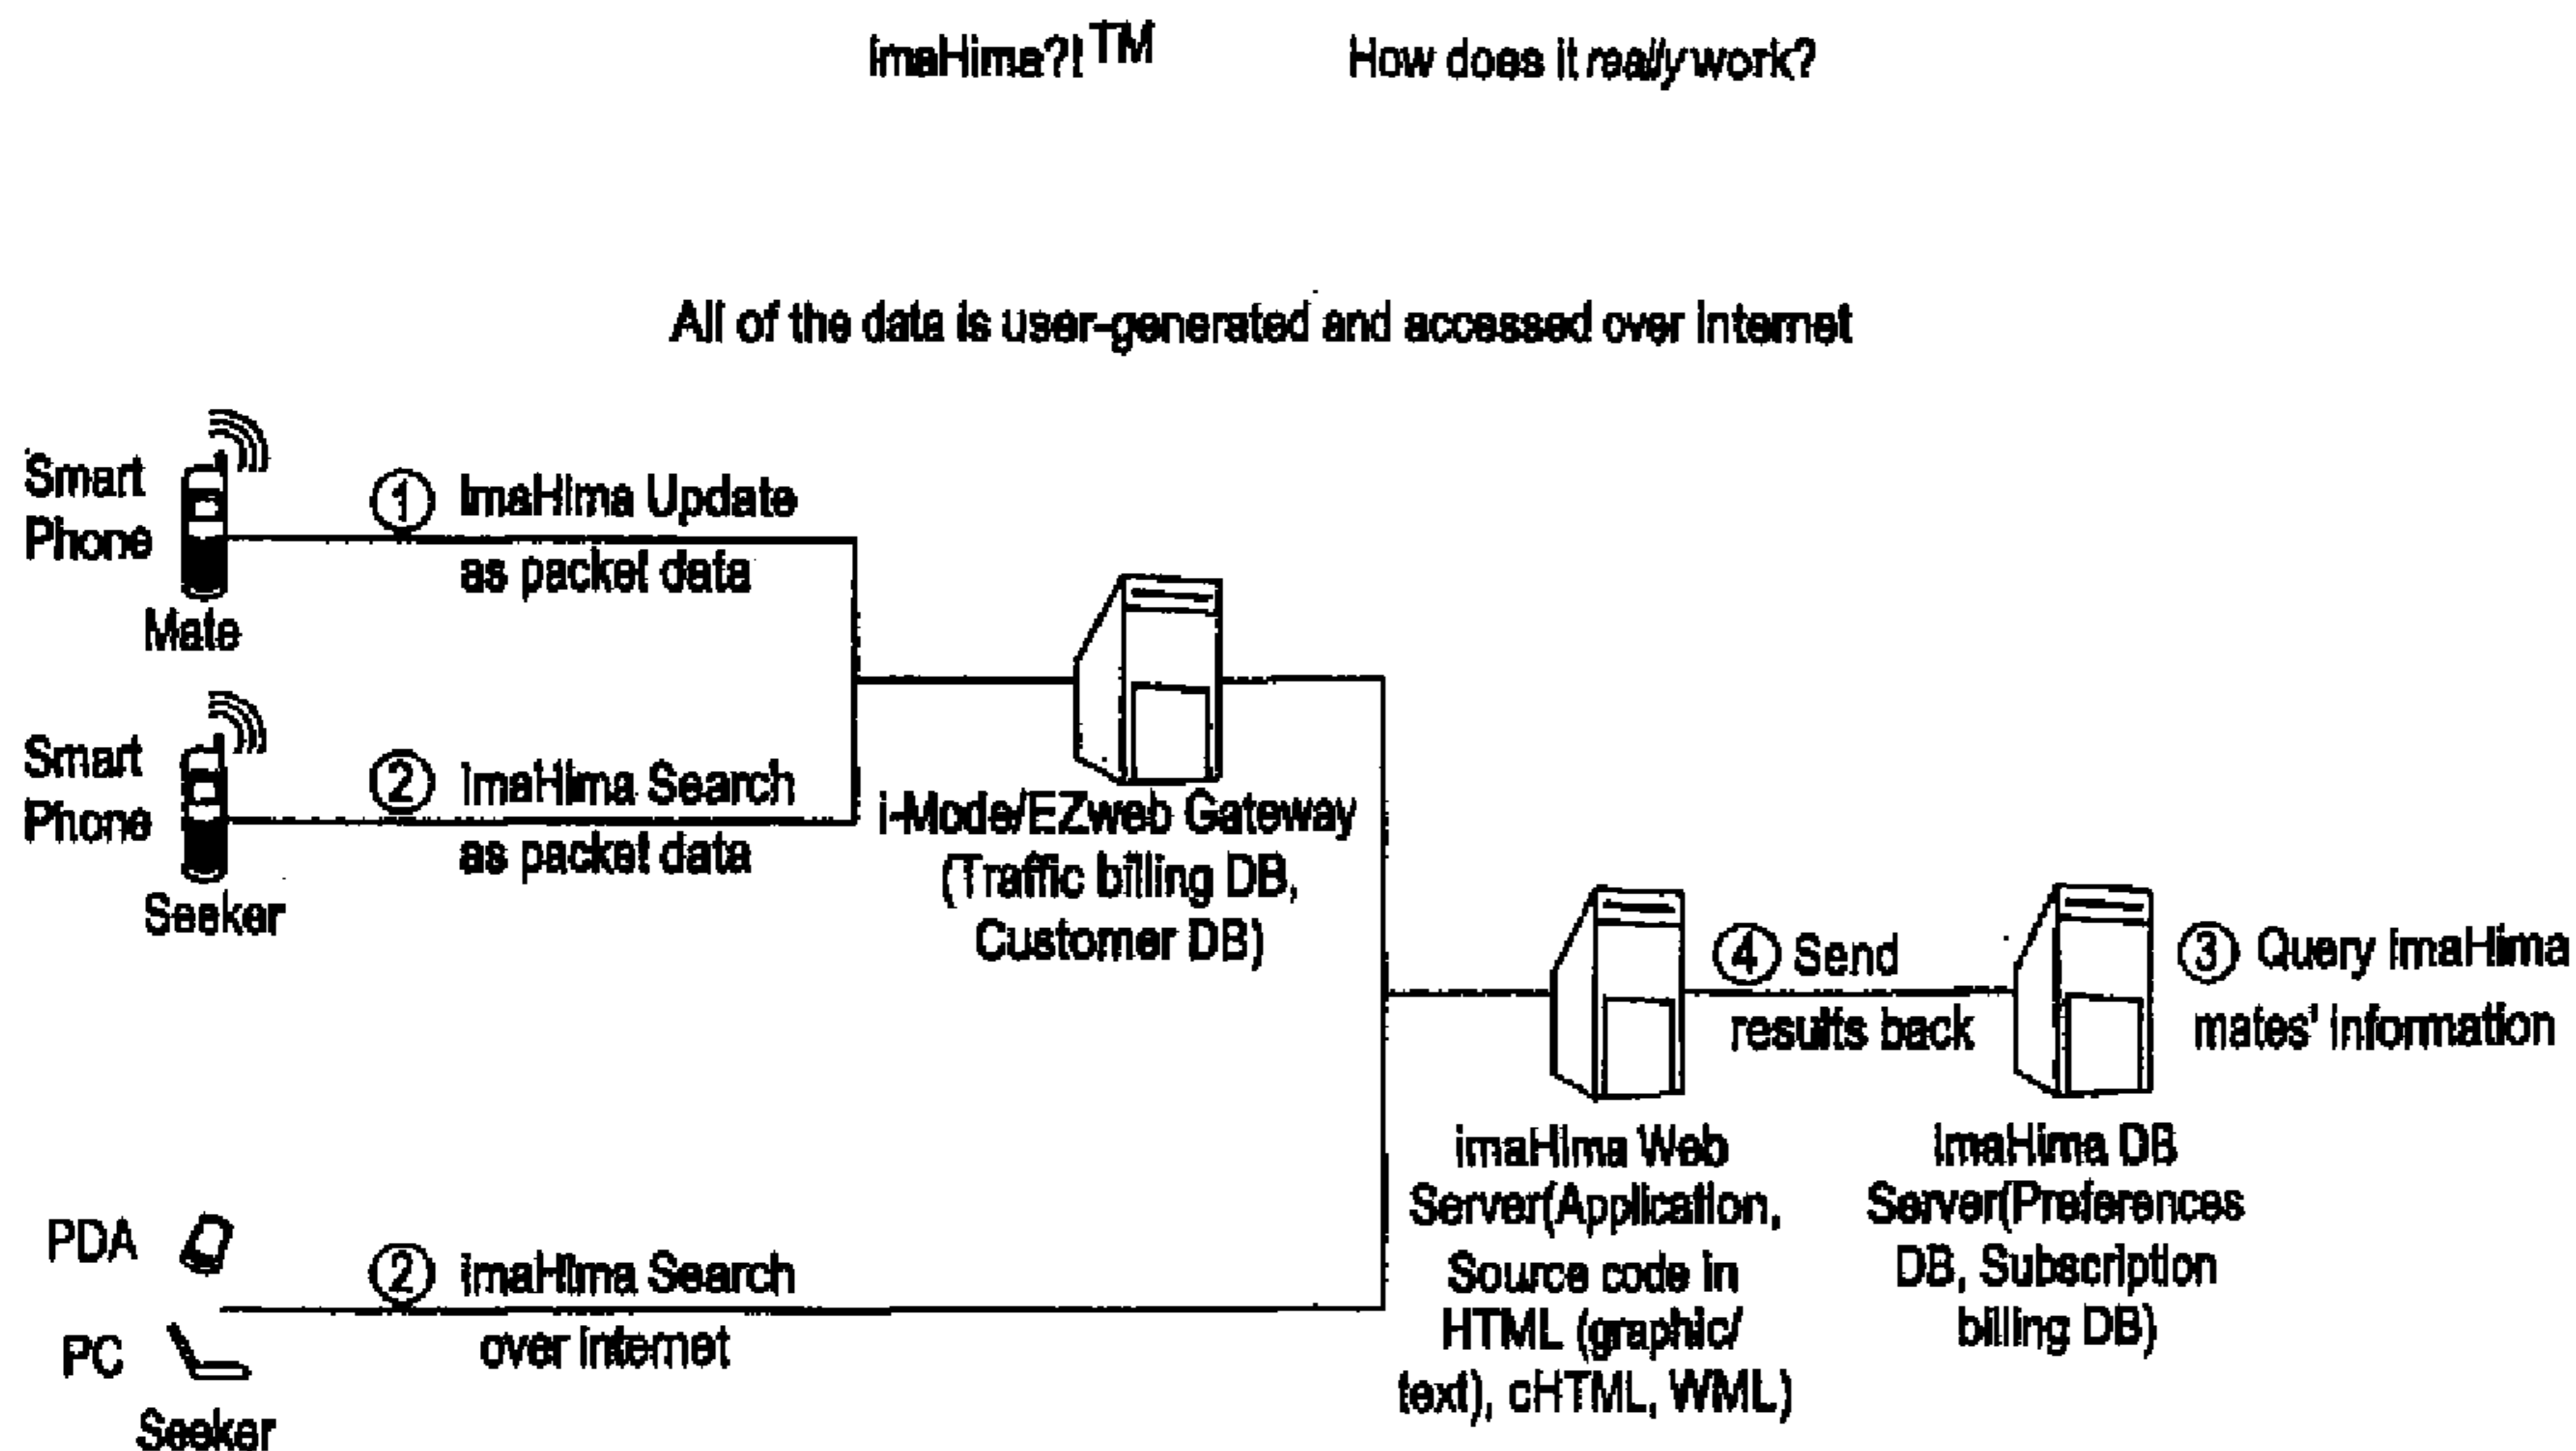 ImaHima?!™ How does it really work?
All of the data is user-generated and accessed over Internet
Smart
Phone
Mate
① ImaHima Update
as packet data
Smart
Phone
Seeker
② ImaHima Search
as packet data
i-Mode/EZweb Gateway
(Traffic billing DB,
Customer DB)
PDA
PC
Seeker
② imaHima Search
over internet
imaHima Web
Server(Application,
Source code in
HTML (graphic/
text), cHTML, WML)
④ Send
results back
ImaHima DB
Server(Preferences
DB, Subscription
billing DB)
③ Query ImaHima
mates' information